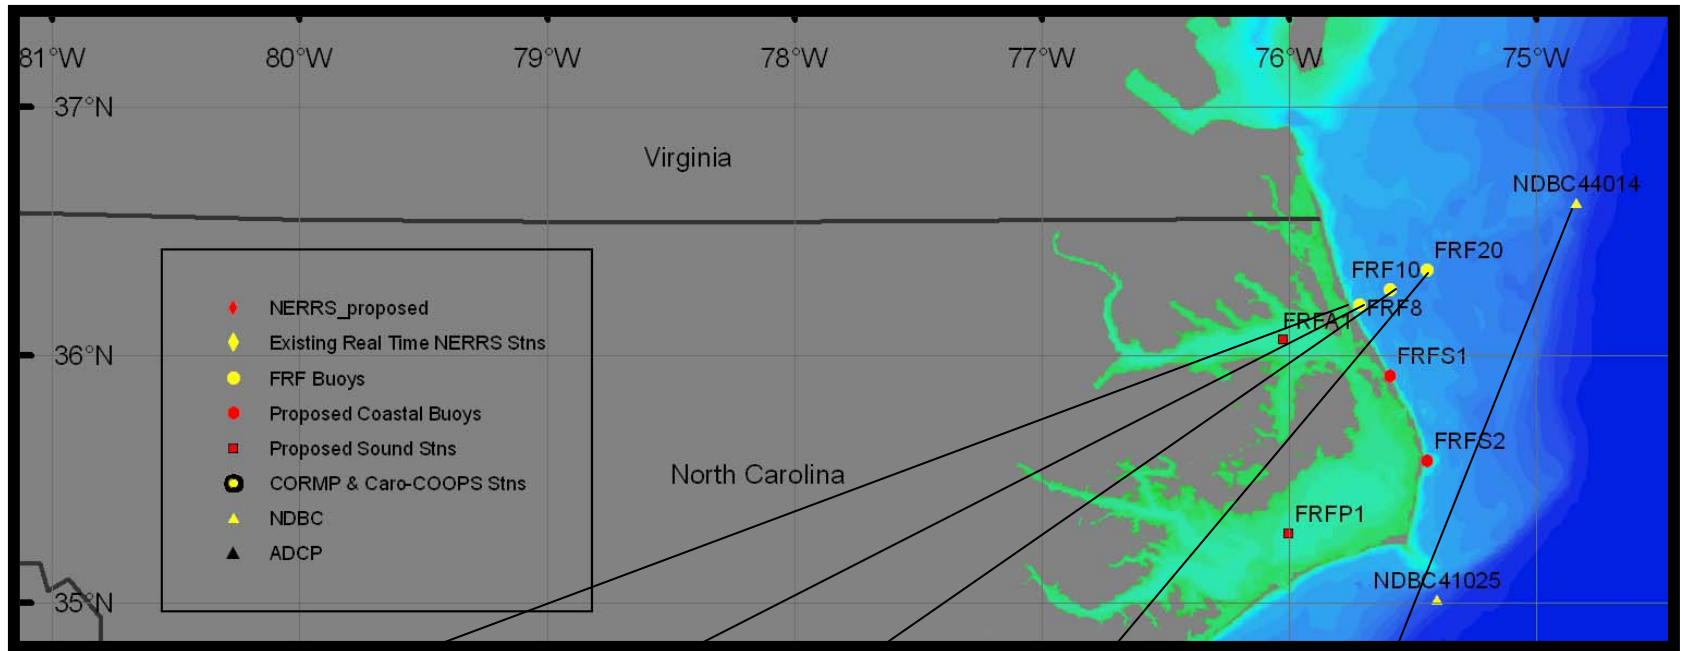 81°W 80°W 79°W 78°W 77°W 76°W 75°W
37°N
Virginia
NDBC44014
FRF20
FRF10
FRF8
FRFA1
NERRS_proposed
Existing Real Time NERRS Stns
36°N
FRFS1
FRF Buoys
Proposed Coastal Buoys
Proposed Sound Stns
FRFS2
North Carolina
CORMP & Caro-COOPS Stns
FRFP1
NDBC
ADCP
NDBC41025
35°N